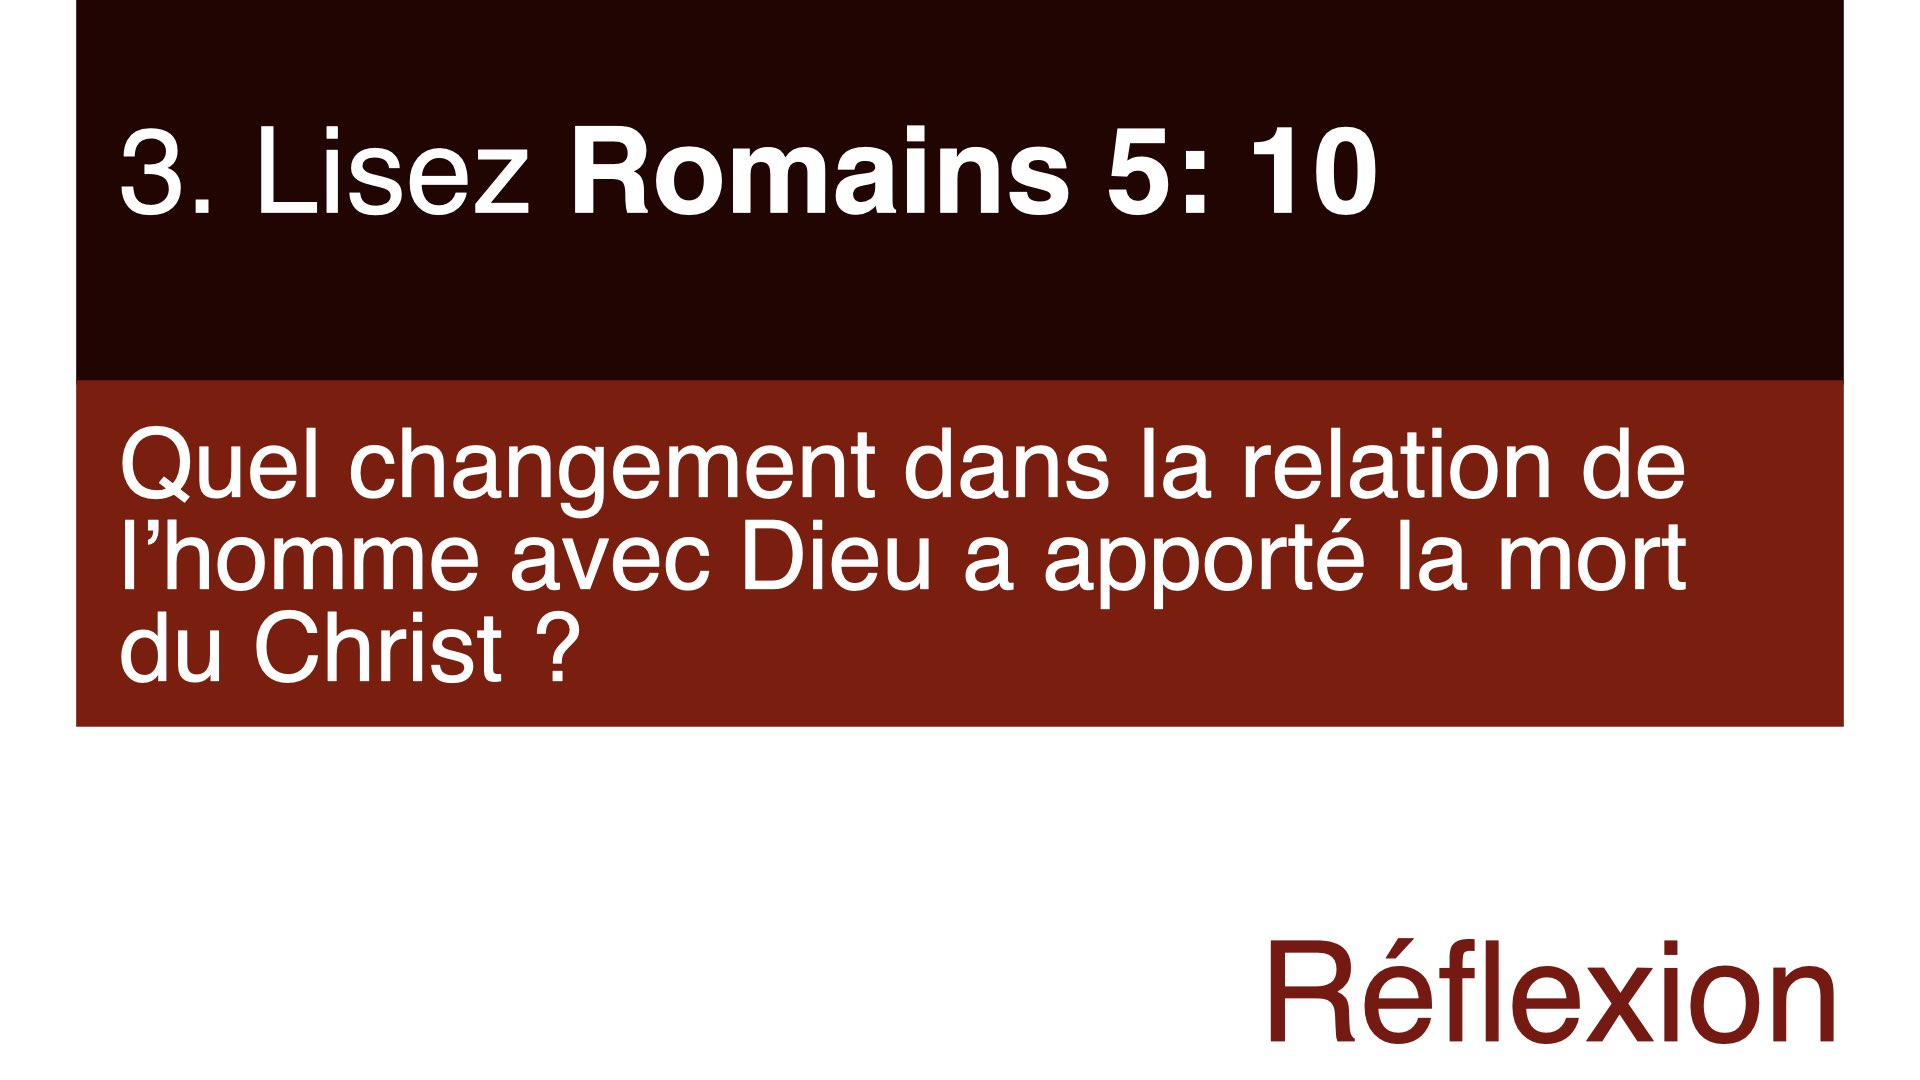 3. Lisez Romains 5: 10
Quel changement dans la relation de
l’homme avec Dieu a apporté la mort
du Christ ?
Réflexion